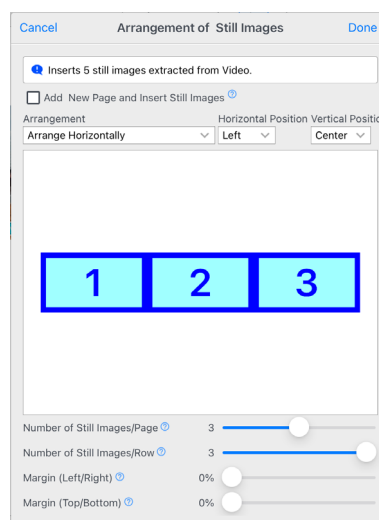 Cancel Arrangement of Still Images Done
Inserts 5 still images extracted from Video.
Add New Page and Insert Still Images ?
Arrangement Horizontal Position Vertical Positio
Arrange Horizontally Left Center
1 2 3
Number of Still Images/Page ? 3
Number of Still Images/Row ? 3
Margin (Left/Right) ? 0%
Margin (Top/Bottom) ? 0%